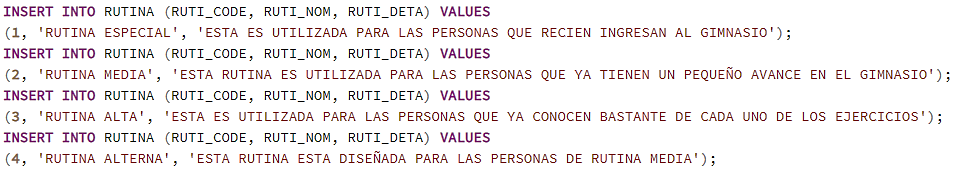 INSERT INTO RUTINA (RUTI_CODE, RUTI_NOM, RUTI_DETA) VALUES
(1, 'RUTINA ESPECIAL', 'ESTA ES UTILIZADA PARA LAS PERSONAS QUE RECIEN INGRESAN AL GIMNASIO');
INSERT INTO RUTINA (RUTI_CODE, RUTI_NOM, RUTI_DETA) VALUES
(2, 'RUTINA MEDIA', 'ESTA RUTINA ES UTILIZADA PARA LAS PERSONAS QUE YA TIENEN UN PEQUEÑO AVANCE EN EL GIMNASIO');
INSERT INTO RUTINA (RUTI_CODE, RUTI_NOM, RUTI_DETA) VALUES
(3, 'RUTINA ALTA', 'ESTA ES UTILIZADA PARA LAS PERSONAS QUE YA CONOCEN BASTANTE DE CADA UNO DE LOS EJERCICIOS');
INSERT INTO RUTINA (RUTI_CODE, RUTI_NOM, RUTI_DETA) VALUES
(4, 'RUTINA ALTERNA', 'ESTA RUTINA ESTA DISEÑADA PARA LAS PERSONAS DE RUTINA MEDIA');